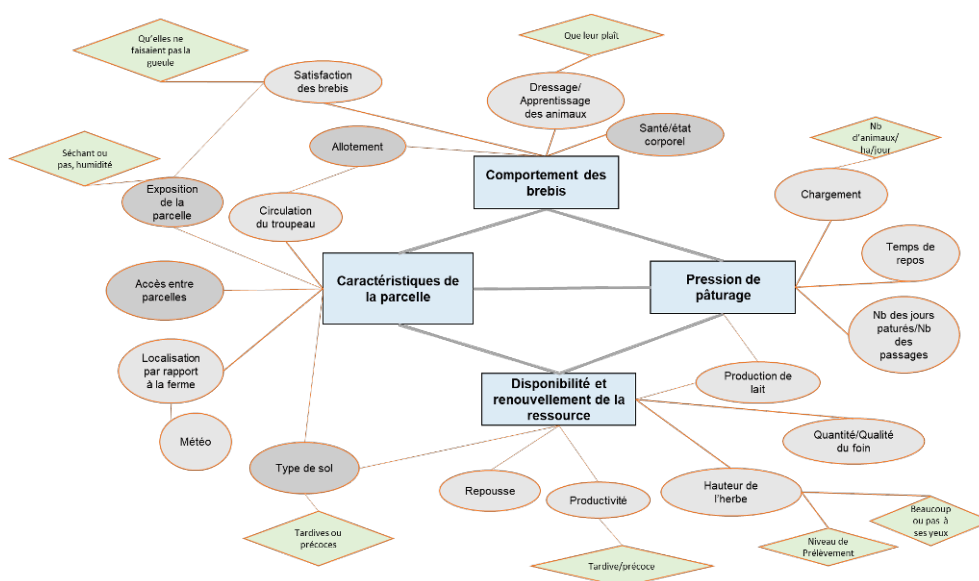 Qu'elles ne
faisaient pas la
gueule
Que leur plaît
Satisfaction
des brebis
Dressage/
Apprentissage
des animaux
Nb
d'animaux/
ha/jour
Séchant ou
pas, humidité
Allotement
Santé/état
corporel
Comportement des
brebis
Exposition
de la
parcelle
Circulation
du troupeau
Chargement
Temps de
repos
Accès entre
parcelles
Caractéristiques de
la parcelle
Pression de
pâturage
Nb des jours
paturés/Nb
des
passages
Localisation
par rapport
à la ferme
Disponibilité et
renouvellement de la
ressource
Production de
lait
Météo
Quantité/Qualité
du foin
Type de sol
Repousse
Productivité
Hauteur de
l'herbe
Beaucoup
ou pas à
ses yeux
Tardives ou
précoces
Niveau de
Prélèvement
Tardive/précoce